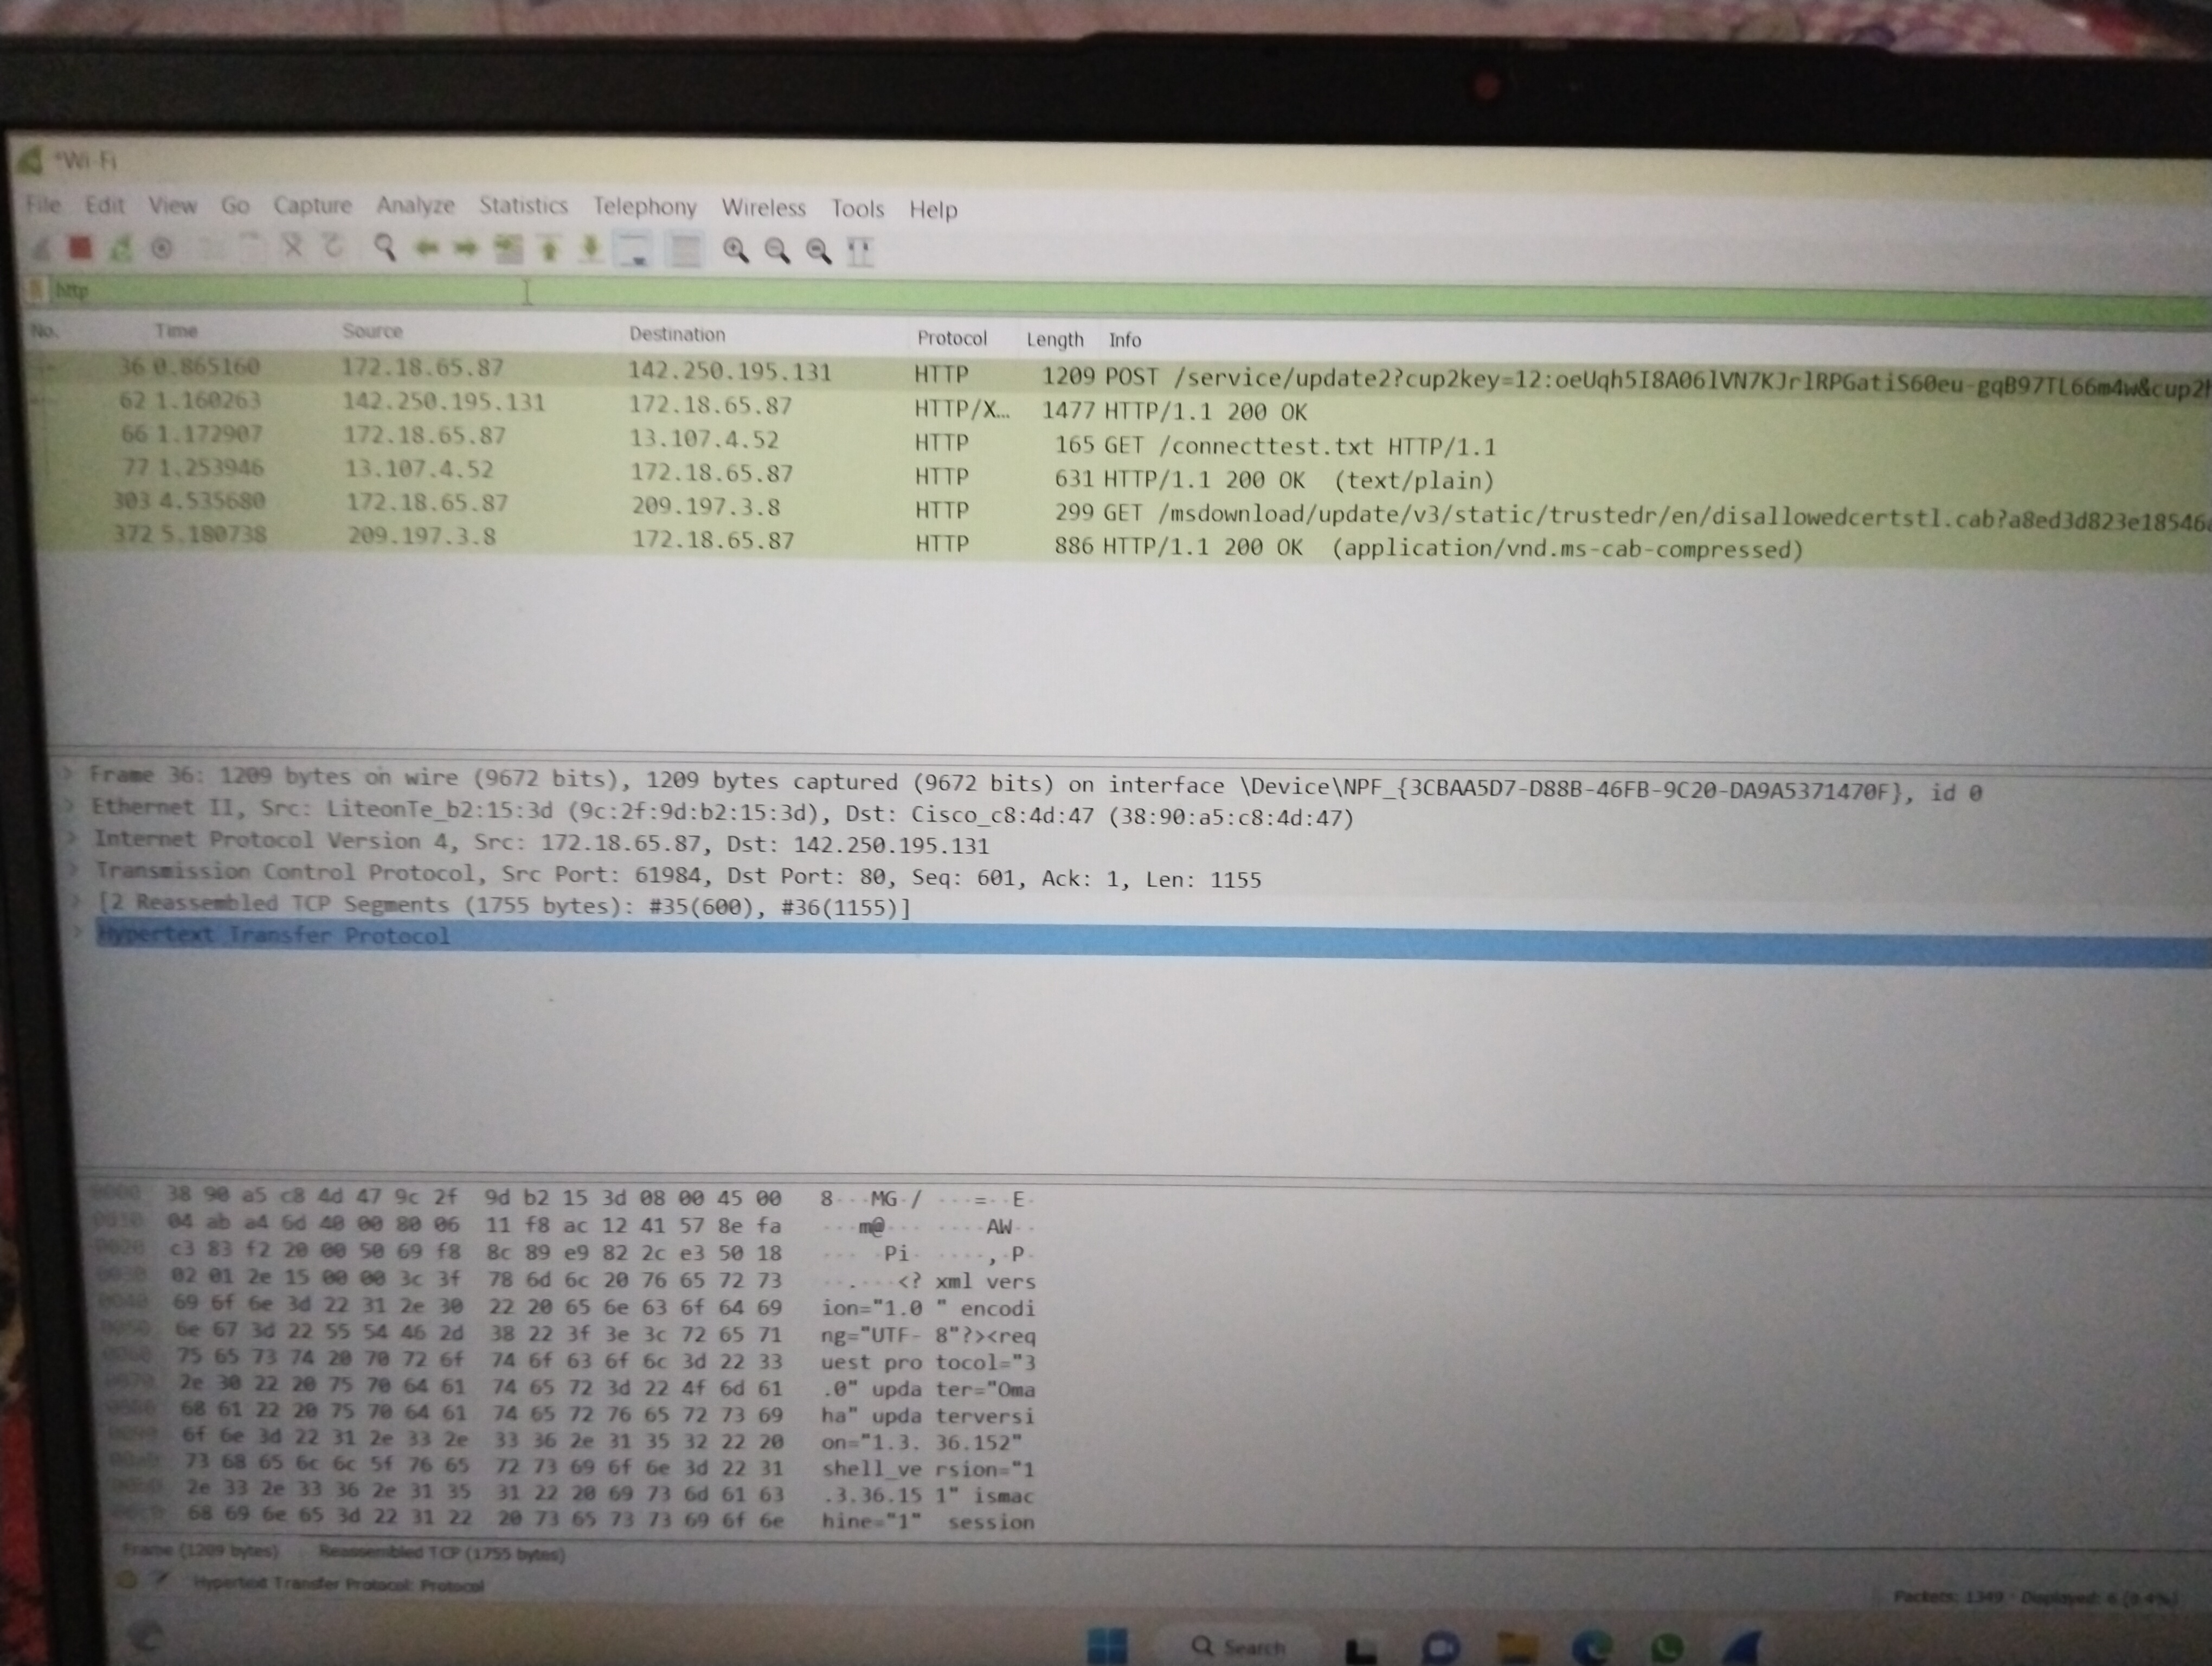 *Wi-Fi
File Edit View Go Capture Analyze Statistics Telephony Wireless Tools Help
http
No. Time Source Destination Protocol Length Info
36 0.865160 172.18.65.87 142.250.195.131 HTTP 1209 POST /service/update2?cup2key=12:oeUqh5I8A06lVN7KJrlRPGatiS60eu-gqB97TL66m4w&cup2h
62 1.160263 142.250.195.131 172.18.65.87 HTTP/X... 1477 HTTP/1.1 200 OK
66 1.172907 172.18.65.87 13.107.4.52 HTTP 165 GET /connecttest.txt HTTP/1.1
77 1.253946 13.107.4.52 172.18.65.87 HTTP 631 HTTP/1.1 200 OK (text/plain)
303 4.535680 172.18.65.87 209.197.3.8 HTTP 299 GET /msdownload/update/v3/static/trustedr/en/disallowedcertstl.cab?a8ed3d823e18546
372 5.180738 209.197.3.8 172.18.65.87 HTTP 886 HTTP/1.1 200 OK (application/vnd.ms-cab-compressed)
Frame 36: 1209 bytes on wire (9672 bits), 1209 bytes captured (9672 bits) on interface \Device\NPF_{3CBAA5D7-D88B-46FB-9C20-DA9A5371470F}, id 0
Ethernet II, Src: LiteonTe_b2:15:3d (9c:2f:9d:b2:15:3d), Dst: Cisco_c8:4d:47 (38:90:a5:c8:4d:47)
Internet Protocol Version 4, Src: 172.18.65.87, Dst: 142.250.195.131
Transmission Control Protocol, Src Port: 61984, Dst Port: 80, Seq: 601, Ack: 1, Len: 1155
[2 Reassembled TCP Segments (1755 bytes): #35(600), #36(1155)]
Hypertext Transfer Protocol
38 90 a5 c8 4d 47 9c 2f 9d b2 15 3d 08 00 45 00 8···MG·/ ···=··E·
04 ab a4 6d 40 00 80 06 11 f8 ac 12 41 57 8e fa ···m@··· ····AW··
c3 83 f2 20 00 50 69 f8 8c 89 e9 82 2c e3 50 18 ··· ·Pi· ····,·P·
02 01 2e 15 00 00 3c 3f 78 6d 6c 20 76 65 72 73 ··.···<? xml vers
69 6f 6e 3d 22 31 2e 30 22 20 65 6e 63 6f 64 69 ion="1.0 " encodi
6e 67 3d 22 55 54 46 2d 38 22 3f 3e 3c 72 65 71 ng="UTF- 8"?><req
75 65 73 74 20 70 72 6f 74 6f 63 6f 6c 3d 22 33 uest pro tocol="3
2e 30 22 20 75 70 64 61 74 65 72 3d 22 4f 6d 61 .0" upda ter="Oma
68 61 22 20 75 70 64 61 74 65 72 76 65 72 73 69 ha" upda terversi
6f 6e 3d 22 31 2e 33 2e 33 36 2e 31 35 32 22 20 on="1.3. 36.152"
73 68 65 6c 6c 5f 76 65 72 73 69 6f 6e 3d 22 31 shell_ve rsion="1
2e 33 2e 33 36 2e 31 35 31 22 20 69 73 6d 61 63 .3.36.15 1" ismac
68 69 6e 65 3d 22 31 22 20 73 65 73 73 69 6f 6e hine="1" session
Frame (1209 bytes) Reassembled TCP (1755 bytes)
Hypertext Transfer Protocol: Protocol
Packets: 1349 · Displayed: 6 (0.4%)
Search